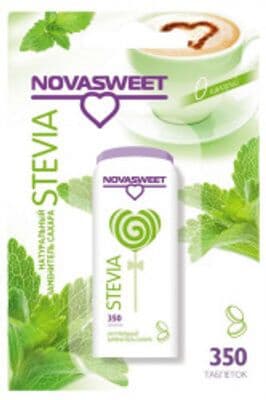 NOVASWEET
STEVIA
НАТУРАЛЬНЫЙ
ЗАМЕНИТЕЛЬ САХАРА
0 калорий
NOVASWEET
STEVIA
350
350
ТАБЛЕТОК